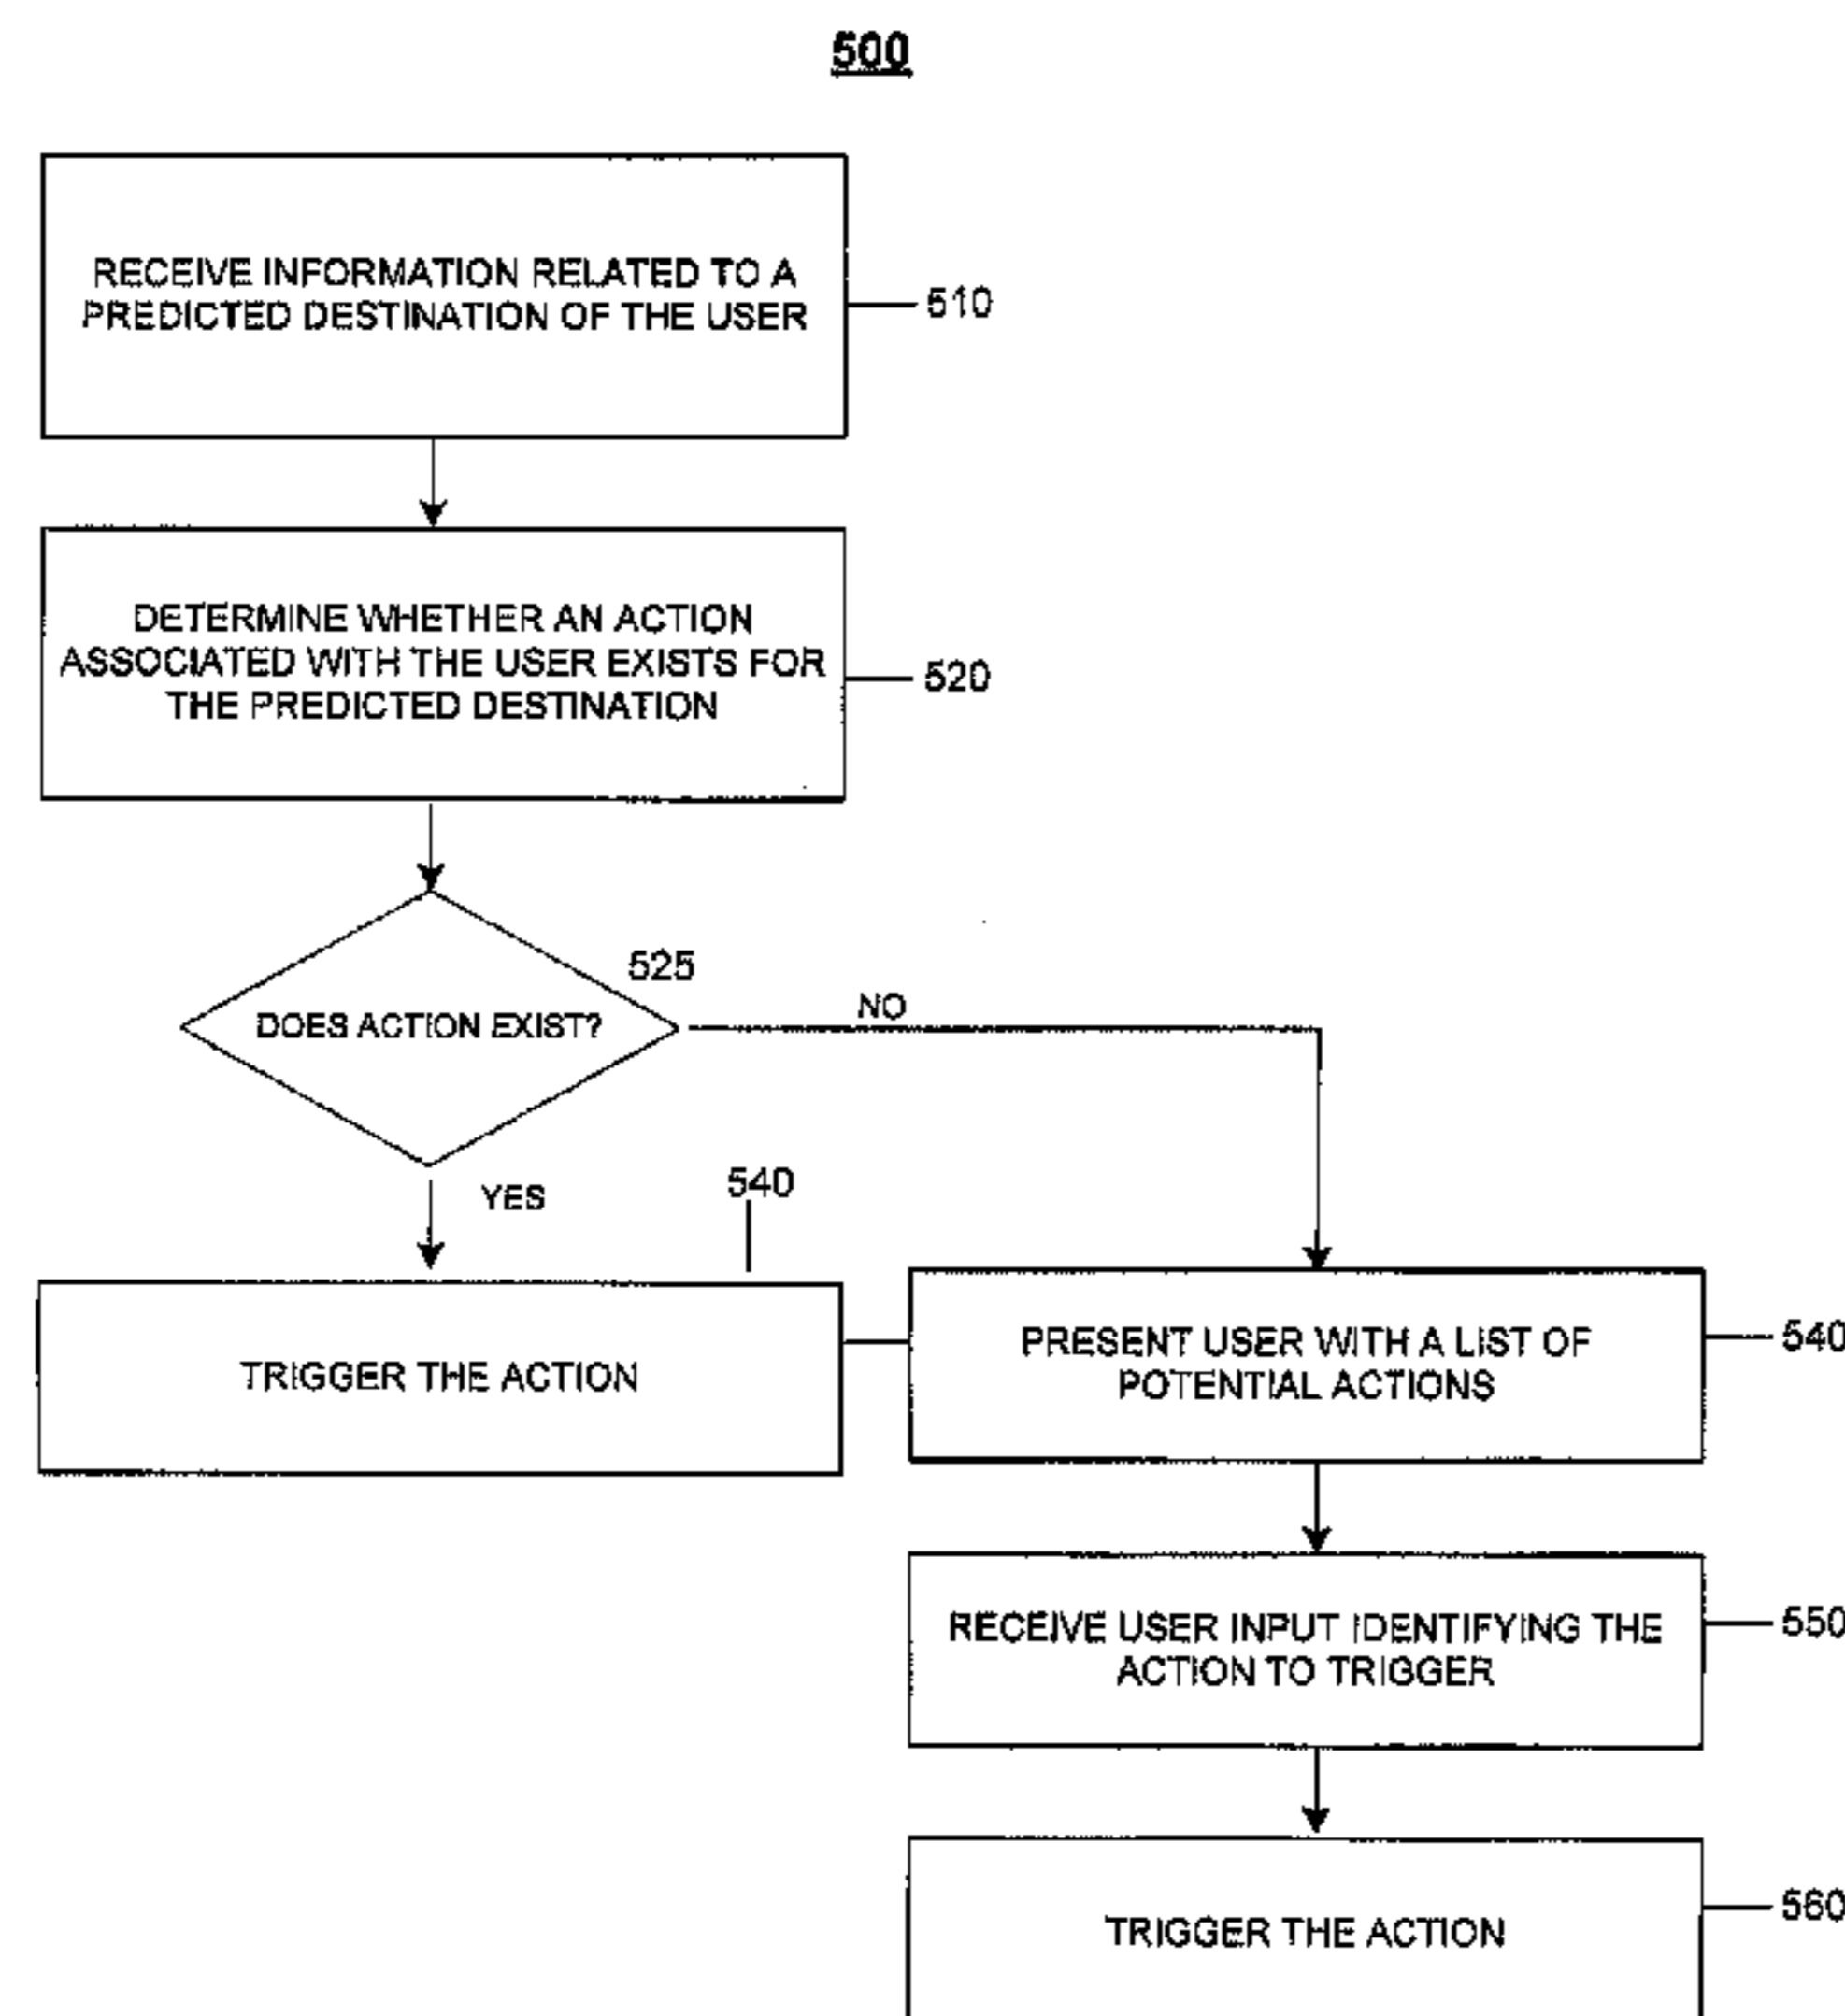 500
RECEIVE INFORMATION RELATED TO A
PREDICTED DESTINATION OF THE USER
510
DETERMINE WHETHER AN ACTION
ASSOCIATED WITH THE USER EXISTS FOR
THE PREDICTED DESTINATION
520
525
DOES ACTION EXIST?
NO
YES
540
TRIGGER THE ACTION
PRESENT USER WITH A LIST OF
POTENTIAL ACTIONS
540
RECEIVE USER INPUT IDENTIFYING THE
ACTION TO TRIGGER
550
TRIGGER THE ACTION
560